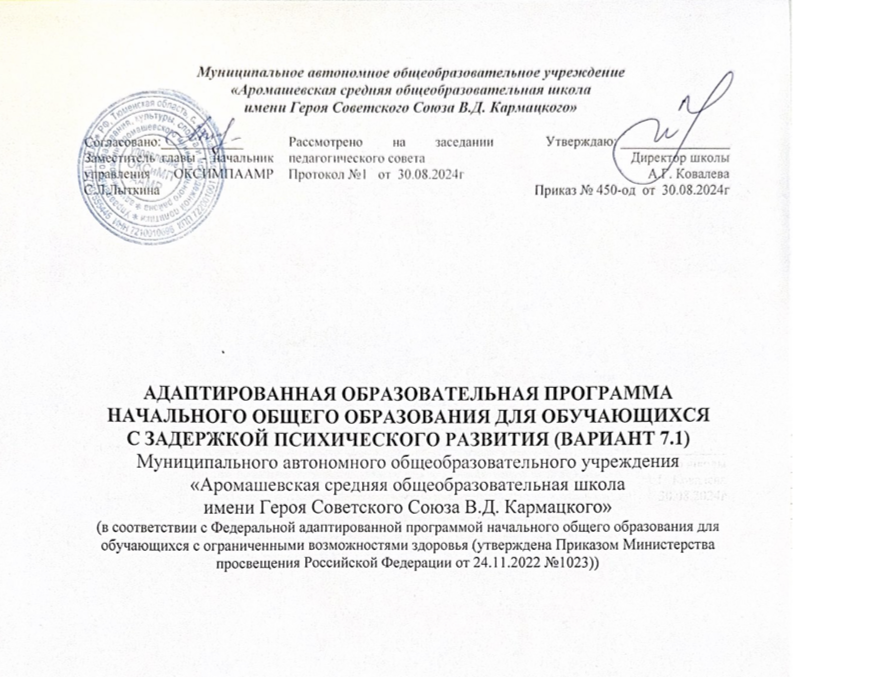 Муниципальное автономное общеобразовательное учреждение
«Аромашевская средняя общеобразовательная школа
имени Героя Советского Союза В.Д. Кармацкого»
Согласовано:
Заместитель главы - начальник
управления ОКСИМПААМР
С.Л.Лыткина
Рассмотрено на заседании
педагогического совета
Протокол №1 от 30.08.2024г
Утверждаю:
Директор школы
А.Г. Ковалева
Приказ № 450-од от 30.08.2024г
АДАПТИРОВАННАЯ ОБРАЗОВАТЕЛЬНАЯ ПРОГРАММА
НАЧАЛЬНОГО ОБЩЕГО ОБРАЗОВАНИЯ ДЛЯ ОБУЧАЮЩИХСЯ
С ЗАДЕРЖКОЙ ПСИХИЧЕСКОГО РАЗВИТИЯ (ВАРИАНТ 7.1)
Муниципального автономного общеобразовательного учреждения
«Аромашевская средняя общеобразовательная школа
имени Героя Советского Союза В.Д. Кармацкого»
(в соответствии с Федеральной адаптированной программой начального общего образования для
обучающихся с ограниченными возможностями здоровья (утверждена Приказом Министерства
просвещения Российской Федерации от 24.11.2022 №1023))